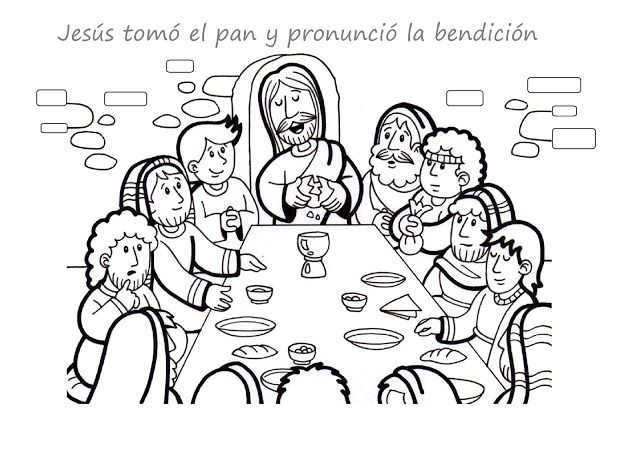 Jesús tomó el pan y pronunció la bendición